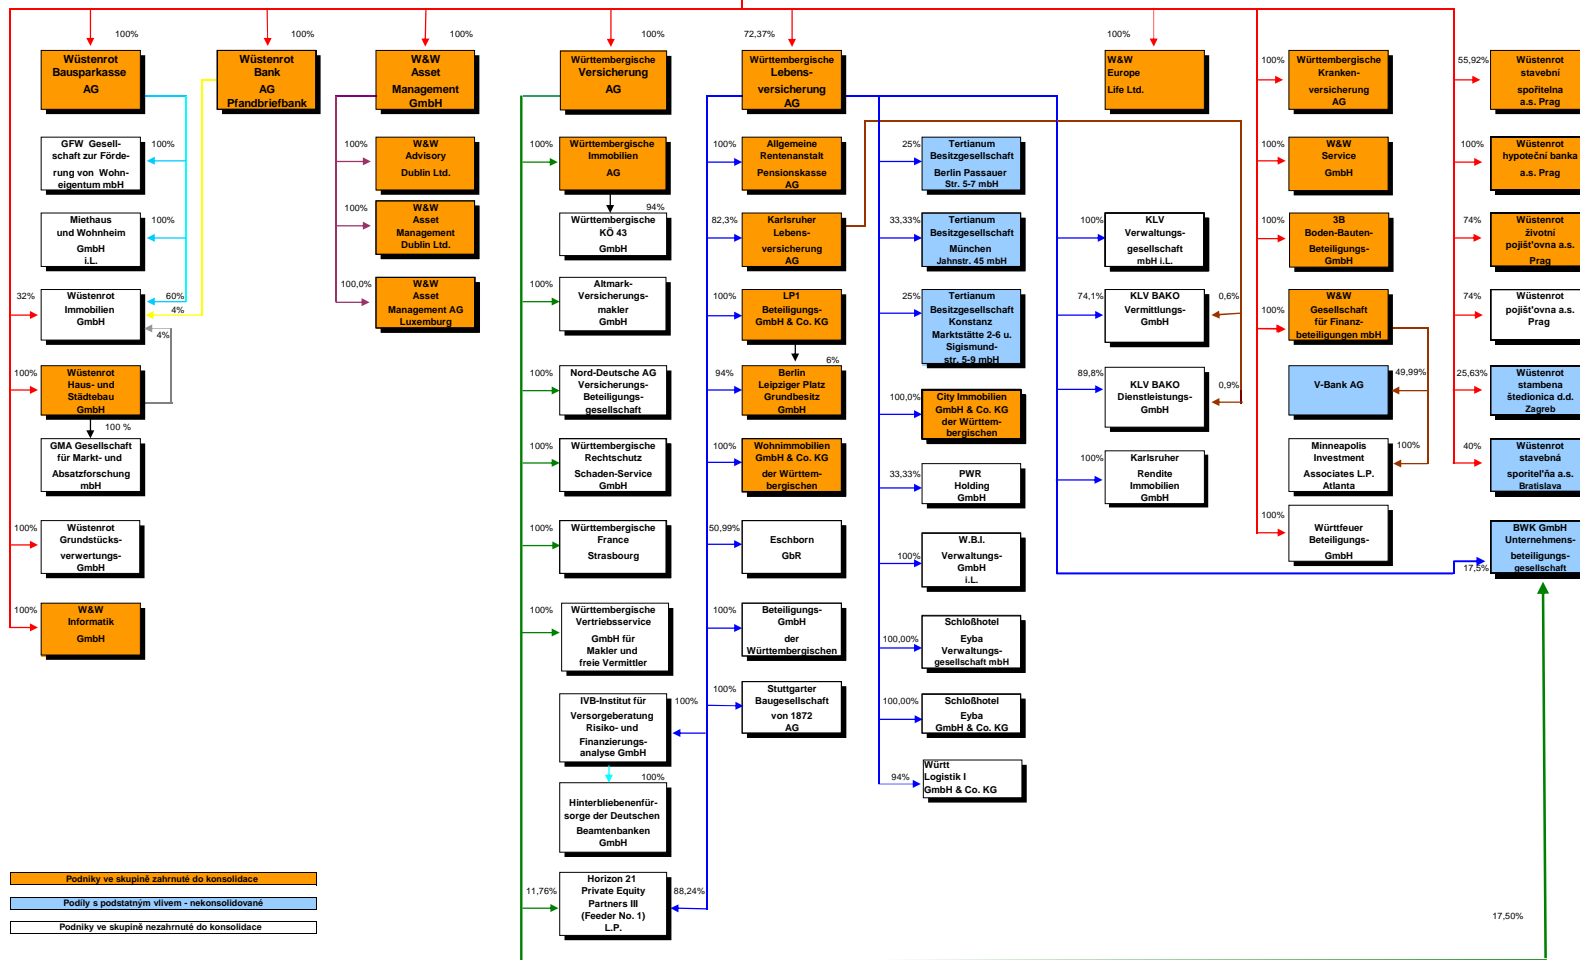 100%
100%
100%
100%
72,37%
100%
Wüstenrot
Bausparkasse
AG
Wüstenrot
Bank
AG
Pfandbriefbank
W&W
Asset
Management
GmbH
Württembergische
Versicherung
AG
Württembergische
Lebens-
versicherung
AG
W&W
Europe
Life Ltd.
100%
Württembergische
Kranken-
versicherung
AG
55,92%
Wüstenrot
stavební
spořitelna
a.s. Prag
GFW Gesell-
schaft zur Förde-
rung von Wohn-
eigentum mbH
100%
100%
W&W
Advisory
Dublin Ltd.
100%
Württembergische
Immobilien
AG
100%
Allgemeine
Rentenanstalt
Pensionskasse
AG
25%
Tertianum
Besitzgesellschaft
Berlin Passauer
Str. 5-7 mbH
100%
W&W
Service
GmbH
100%
Wüstenrot
hypoteční banka
a.s. Prag
Miethaus
und Wohnheim
GmbH
i.L.
100%
100%
W&W
Asset
Management
Dublin Ltd.
94%
Württembergische
KÖ 43
GmbH
82,3%
Karlsruher
Lebens-
versicherung
AG
33,33%
Tertianum
Besitzgesellschaft
München
Jahnstr. 45 mbH
100%
KLV
Verwaltungs-
gesellschaft
mbH i.L.
100%
3B
Boden-Bauten-
Beteiligungs-
GmbH
74%
Wüstenrot
životní
pojišt'ovna a.s.
Prag
32%
Wüstenrot
Immobilien
GmbH
60%
4%
4%
100,0%
W&W
Asset
Management AG
Luxemburg
Altmark-
Versicherungs-
makler
GmbH
100%
100%
LP1
Beteiligungs-
GmbH & Co. KG
25%
Tertianum
Besitzgesellschaft
Konstanz
Marktstätte 2-6 u.
Sigismund-
str. 5-9 mbH
74,1%
KLV BAKO
Vermittlungs-
GmbH
0,6%
100%
W&W
Gesellschaft
für Finanz-
beteiligungen mbH
74%
Wüstenrot
pojišt'ovna a.s.
Prag
100%
Wüstenrot
Haus- und
Städtebau
GmbH
100 %
100%
Nord-Deutsche AG
Versicherungs-
Beteiligungs-
gesellschaft
6%
94%
Berlin
Leipziger Platz
Grundbesitz
GmbH
100,0%
City Immobilien
GmbH & Co. KG
der Württem-
bergischen
89,8%
KLV BAKO
Dienstleistungs-
GmbH
0,9%
V-Bank AG
49,99%
25,63%
Wüstenrot
stambena
štedionica d.d.
Zagreb
GMA Gesellschaft
für Markt- und
Absatzforschung
mbH
100%
Württembergische
Rechtschutz
Schaden-Service
GmbH
100%
Wohnimmobilien
GmbH & Co. KG
der Württem-
bergischen
33,33%
PWR
Holding
GmbH
100%
Karlsruher
Rendite
Immobilien
GmbH
Minneapolis
Investment
Associates L.P.
Atlanta
100%
40%
Wüstenrot
stavebná
sporitel'ňa a.s.
Bratislava
100%
Wüstenrot
Grundstücks-
verwertungs-
GmbH
100%
Württembergische
France
Strasbourg
50,99%
Eschborn
GbR
100%
W.B.I.
Verwaltungs-
GmbH
i.L.
100%
Württfeuer
Beteiligungs-
GmbH
17,5%
BWK GmbH
Unternehmens-
beteiligungs-
gesellschaft
100%
W&W
Informatik
GmbH
100%
Württembergische
Vertriebsservice
GmbH für
Makler und
freie Vermittler
100%
Beteiligungs-
GmbH
der
Württembergischen
100,00%
Schloßhotel
Eyba
Verwaltungs-
gesellschaft mbH
IVB-Institut für
Versorgeberatung
Risiko- und
Finanzierungs-
analyse GmbH
100%
100%
Stuttgarter
Baugesellschaft
von 1872
AG
100,00%
Schloßhotel
Eyba
GmbH & Co. KG
100%
Hinterbliebenenfür-
sorge der Deutschen
Beamtenbanken
GmbH
94%
Württ
Logistik I
GmbH & Co. KG
11,76%
Horizon 21
Private Equity
Partners III
(Feeder No. 1)
L.P.
88,24%
17,50%
Podniky ve skupině zahrnuté do konsolidace
Podíly s podstatným vlivem - nekonsolidované
Podniky ve skupině nezahrnuté do konsolidace